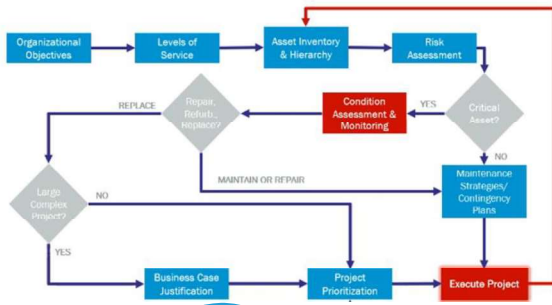 Organizational
Objectives
Levels of
Service
Asset Inventory
& Hierarchy
Risk
Assessment
Repair,
Refurb.,
Replace?
Condition
Assessment &
Monitoring
Critical
Asset?
REPLACE
YES
NO
MAINTAIN OR REPAIR
Maintenance
Strategies/
Contingency
Plans
Large
Complex
Project?
NO
YES
Business Case
Justification
Project
Prioritization
Execute Project